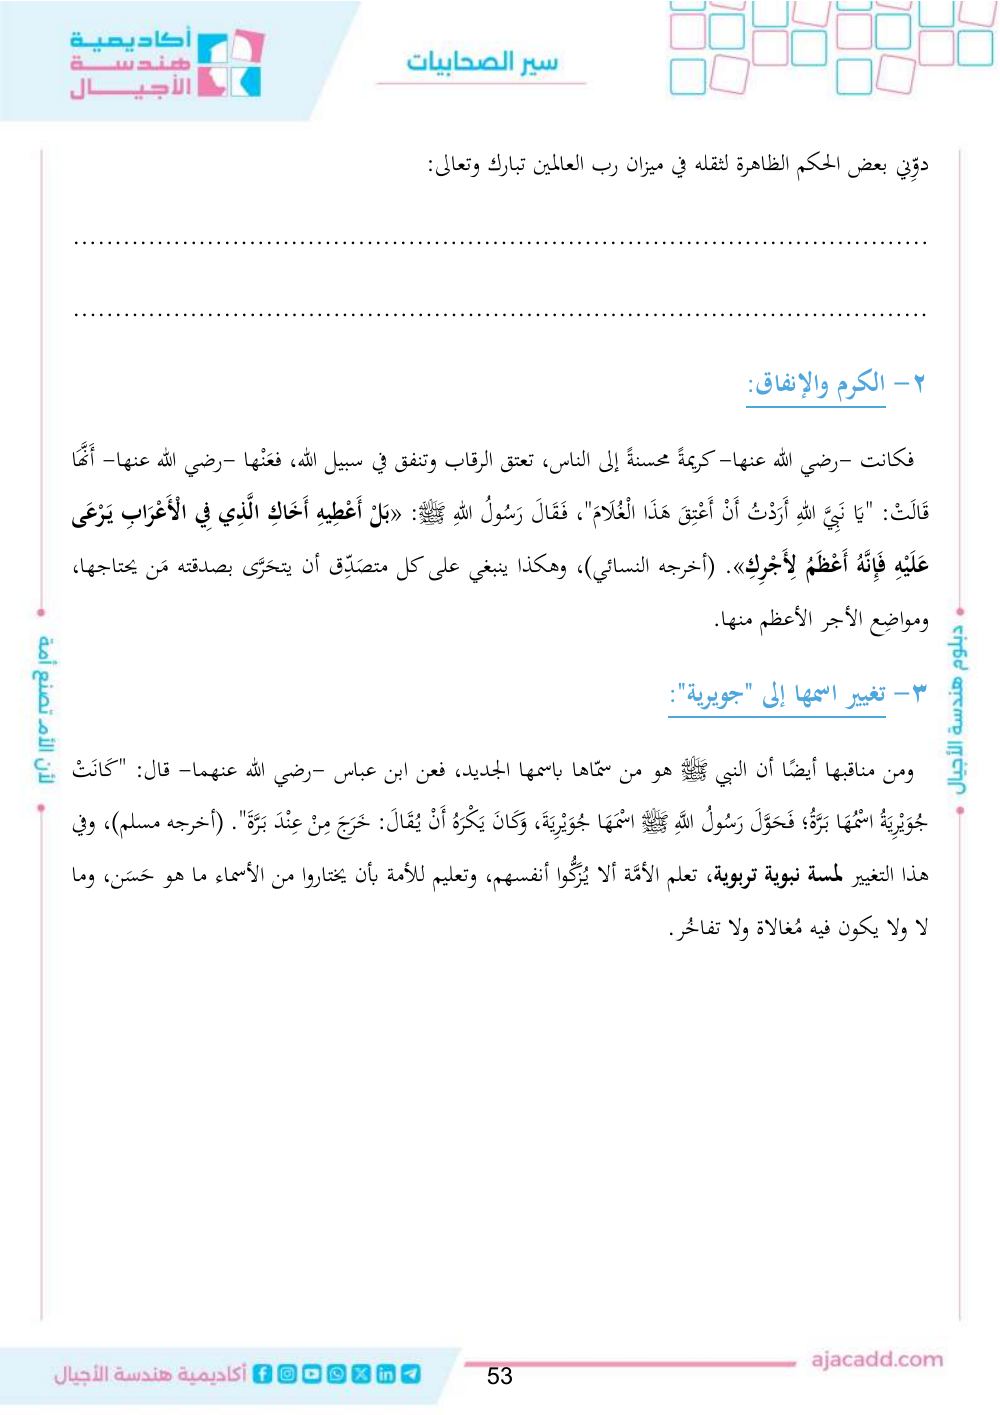 أكاديمية
هندسة
الأجيال
سير الصحابيات
دوِّني بعض الحكم الظاهرة لثقله في ميزان رب العالمين تبارك وتعالى:
................................................................................
................................................................................
٢- الكرم والإنفاق:
فكانت -رضي الله عنها- كريمةً محسنةً إلى الناس، تعتق الرقاب وتنفق في سبيل الله، فعَنْها -رضي الله عنها- أَنَّهَا
قَالَتْ: "يَا نَبِيَّ اللهِ أَرَدْتُ أَنْ أَعْتِقَ هَذَا الْغُلَامَ"، فَقَالَ رَسُولُ اللهِ ﷺ: «بَلْ أَعْطِيهِ أَخَاكِ الَّذِي فِي الْأَعْرَابِ يَرْعَى
عَلَيْهِ فَإِنَّهُ أَعْظَمُ لِأَجْرِكِ». (أخرجه النسائي)، وهكذا ينبغي على كل متصدِّق أن يتحَرَّى بصدقته مَن يحتاجها،
ومواضِع الأجر الأعظم منها.
٣- تغيير اسمها إلى "جويرية":
ومن مناقبها أيضًا أن النبي ﷺ هو من سمّاها باسمها الجديد، فعن ابن عباس -رضي الله عنهما- قال: "كَانَتْ
جُوَيْرِيَةُ اسْمُهَا بَرَّةُ؛ فَحَوَّلَ رَسُولُ اللَّهِ ﷺ اسْمَهَا جُوَيْرِيَةَ، وَكَانَ يَكْرَهُ أَنْ يُقَالَ: خَرَجَ مِنْ عِنْدَ بَرَّةَ". (أخرجه مسلم)، وفي
هذا التغيير لمسة نبوية تربوية، تعلم الأمَّة ألا يُزَكُّوا أنفسهم، وتعليم للأمة بأن يختاروا من الأسماء ما هو حَسَن، وما
لا ولا يكون فيه مُغالاة ولا تفاخُر.
دبلوم هندسة الأجيال
لأن الأم تصنع أمة
أكاديمية هندسة الأجيال
53
ajacadd.com